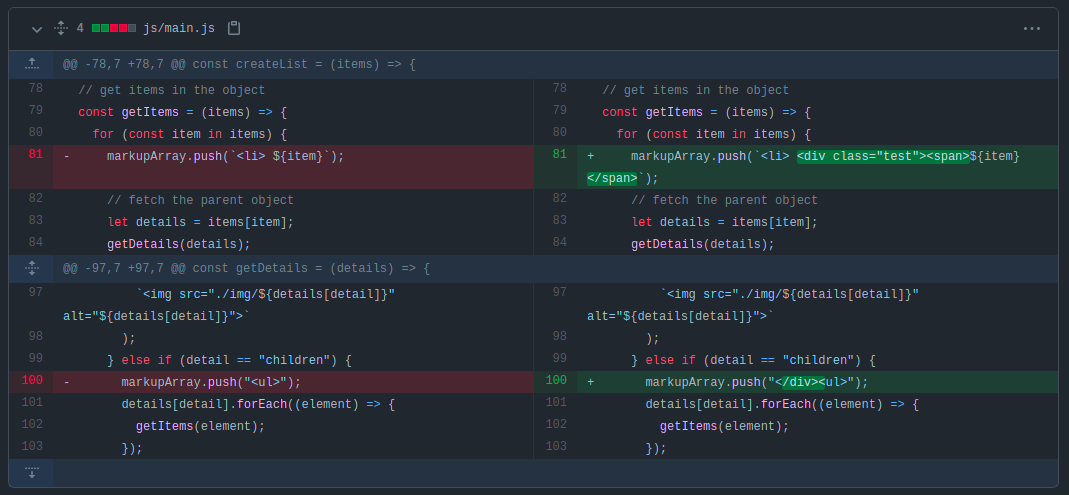 4 js/main.js
@@ -78,7 +78,7 @@ const createList = (items) => {
78 // get items in the object 78 // get items in the object
79 const getItems = (items) => { 79 const getItems = (items) => {
80 for (const item in items) { 80 for (const item in items) {
81 - markupArray.push(`<li> ${item}`); 81 + markupArray.push(`<li> <div class="test"><span>${item}
</span>`);
82 // fetch the parent object 82 // fetch the parent object
83 let details = items[item]; 83 let details = items[item];
84 getDetails(details); 84 getDetails(details);
@@ -97,7 +97,7 @@ const getDetails = (details) => {
97 `<img src="./img/${details[detail]}" 97 `<img src="./img/${details[detail]}"
alt="${details[detail]}">` alt="${details[detail]}">`
98 ); 98 );
99 } else if (detail == "children") { 99 } else if (detail == "children") {
100 - markupArray.push("<ul>"); 100 + markupArray.push("</div><ul>");
101 details[detail].forEach((element) => { 101 details[detail].forEach((element) => {
102 getItems(element); 102 getItems(element);
103 }); 103 });